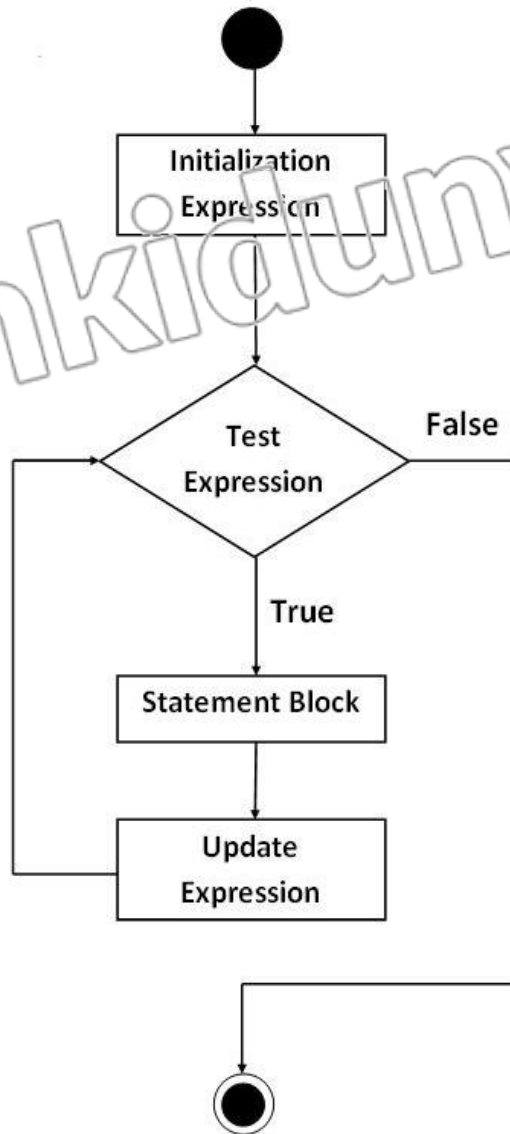 Initialization
Expression
Test
Expression
False
True
Statement Block
Update
Expression